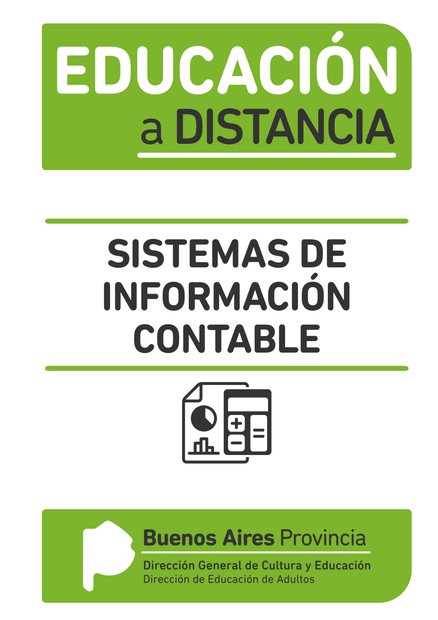 EDUCACIÓN
a DISTANCIA
SISTEMAS DE
INFORMACIÓN
CONTABLE
Buenos Aires Provincia
Dirección General de Cultura y Educación
Dirección de Educación de Adultos